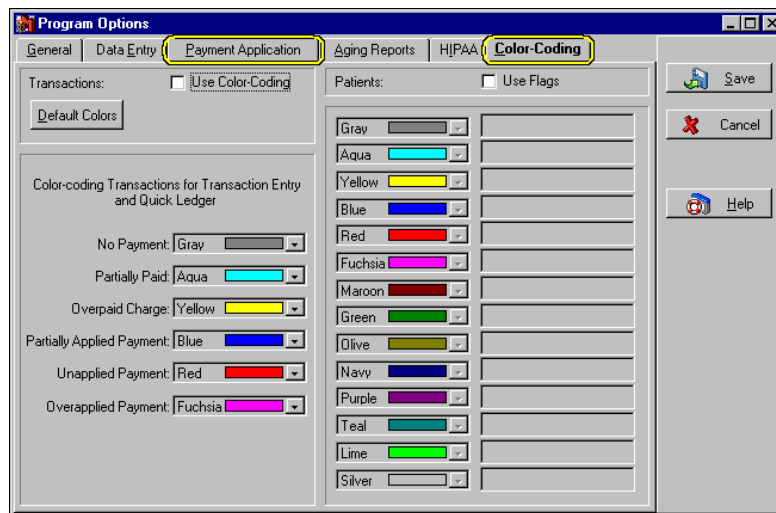 Program Options
General Data Entry Payment Application Aging Reports HIPAA Color-Coding
Transactions: Use Color-Coding
Default Colors
Color-coding Transactions for Transaction Entry
and Quick Ledger
No Payment: Gray
Partially Paid: Aqua
Overpaid Charge: Yellow
Partially Applied Payment: Blue
Unapplied Payment: Red
Overapplied Payment: Fuchsia
Patients: Use Flags
Gray
Aqua
Yellow
Blue
Red
Fuchsia
Maroon
Green
Olive
Navy
Purple
Teal
Lime
Silver
Save
Cancel
Help